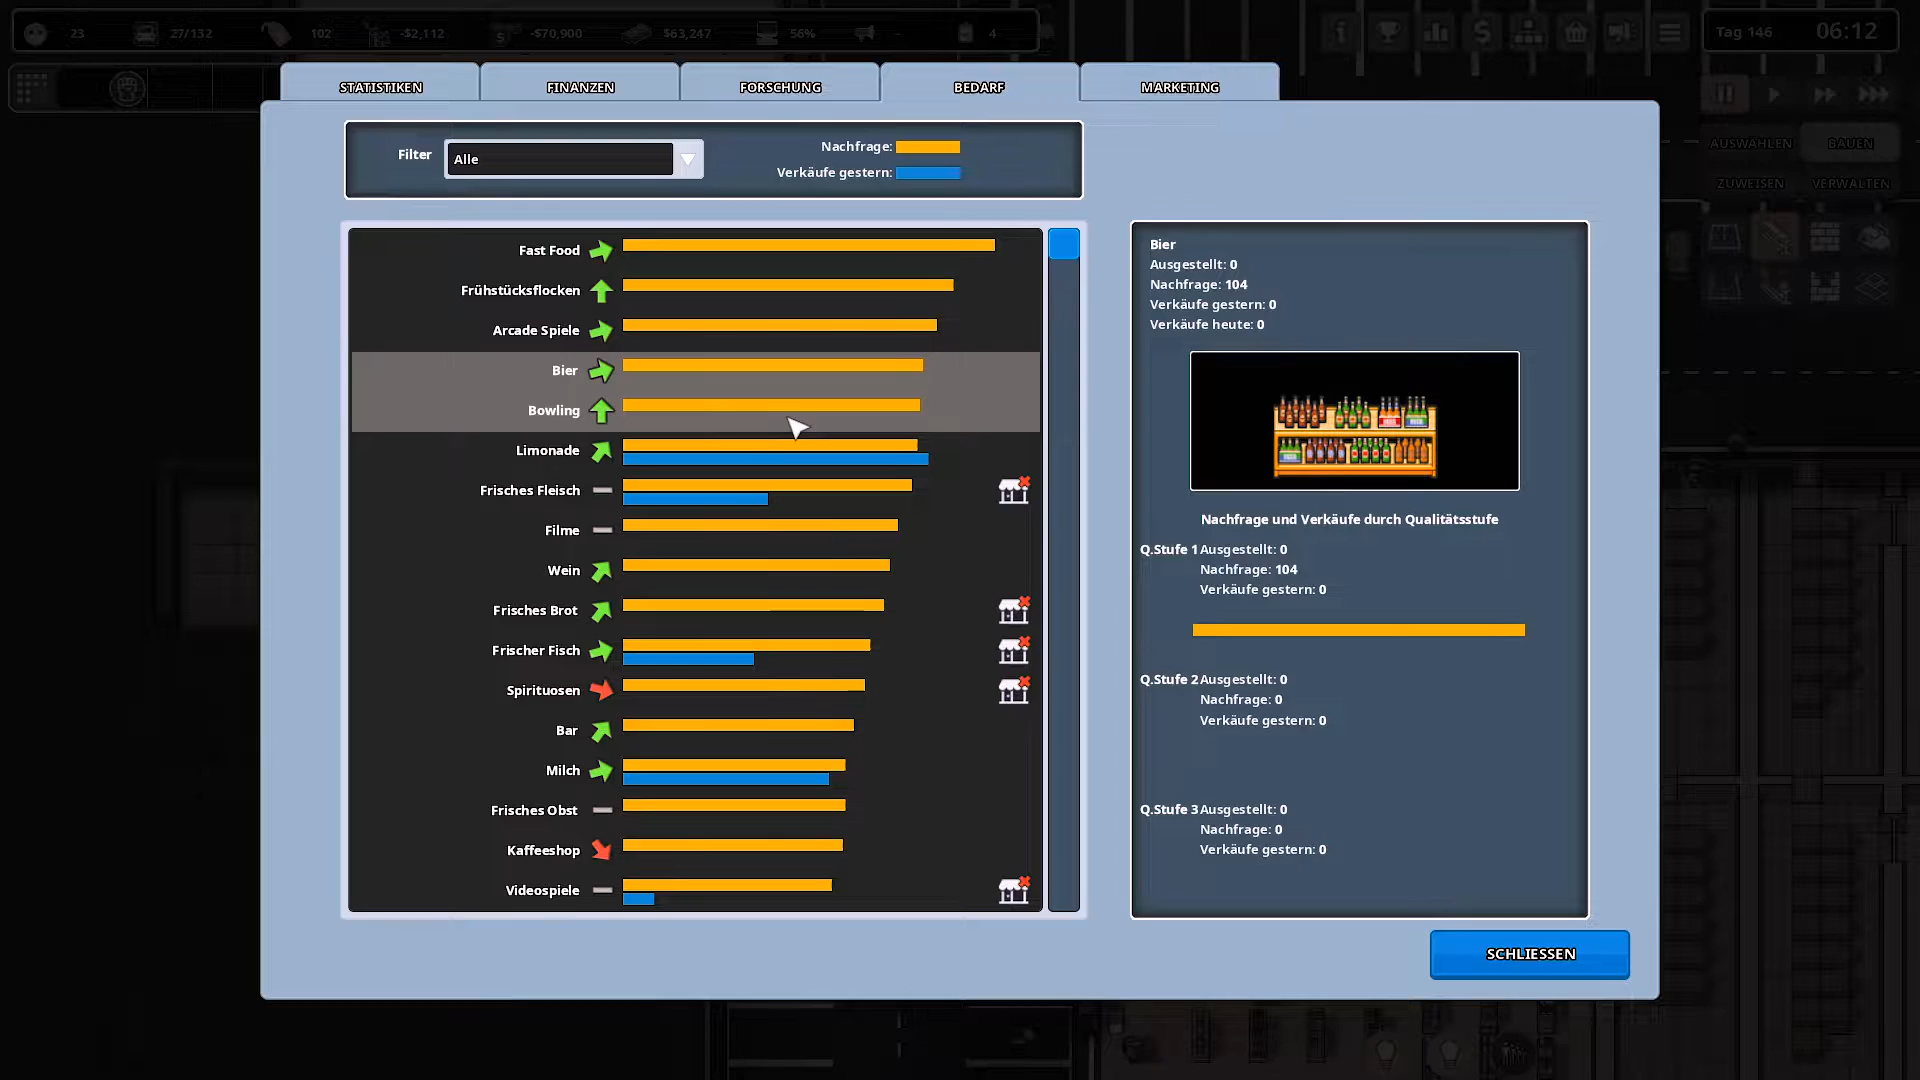 23 27/132 102 -$2,112 -$70,900 $63,247 56% - 4 Tag 146 06:12
STATISTIKEN FINANZEN FORSCHUNG BEDARF MARKETING
AUSWÄHLEN BAUEN
ZUWEISEN VERWALTEN
Filter Alle
Nachfrage:
Verkäufe gestern:
Fast Food
Frühstücksflocken
Arcade Spiele
Bier
Bowling
Limonade
Frisches Fleisch
Filme
Wein
Frisches Brot
Frischer Fisch
Spirituosen
Bar
Milch
Frisches Obst
Kaffeeshop
Videospiele
Bier
Ausgestellt: 0
Nachfrage: 104
Verkäufe gestern: 0
Verkäufe heute: 0
Nachfrage und Verkäufe durch Qualitätsstufe
Q.Stufe 1 Ausgestellt: 0
Nachfrage: 104
Verkäufe gestern: 0
Q.Stufe 2 Ausgestellt: 0
Nachfrage: 0
Verkäufe gestern: 0
Q.Stufe 3 Ausgestellt: 0
Nachfrage: 0
Verkäufe gestern: 0
SCHLIESSEN